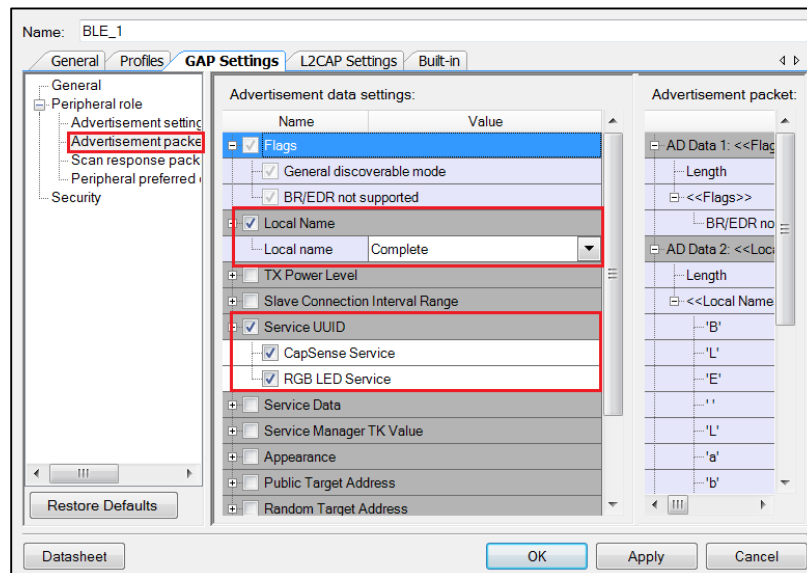 Name: BLE_1
General Profiles GAP Settings L2CAP Settings Built-in
General
Peripheral role
Advertisement setting
Advertisement packe
Scan response pack
Peripheral preferred
Security
Restore Defaults
Advertisement data settings:
Name Value
Flags
General discoverable mode
BR/EDR not supported
Local Name
Local name Complete
TX Power Level
Slave Connection Interval Range
Service UUID
CapSense Service
RGB LED Service
Service Data
Service Manager TK Value
Appearance
Public Target Address
Random Target Address
Advertisement packet:
AD Data 1: <<Flag
Length
<<Flags>>
BR/EDR no
AD Data 2: <<Loca
Length
<<Local Name
'B'
'L'
'E'
' '
'L'
'a'
'b'
Datasheet OK Apply Cancel